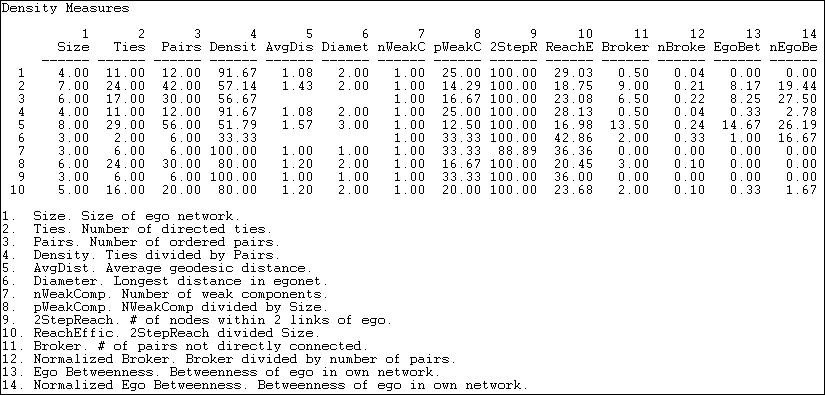 Density Measures
1 2 3 4 5 6 7 8 9 10 11 12 13 14
Size Ties Pairs Densit AvgDis Diamet nWeakC pWeakC 2StepR ReachE Broker nBroke EgoBet nEgoBe
------ ------ ------ ------ ------ ------ ------ ------ ------ ------ ------ ------ ------ ------
1 4.00 11.00 12.00 91.67 1.08 2.00 1.00 25.00 100.00 29.03 0.50 0.04 0.00 0.00
2 7.00 24.00 42.00 57.14 1.43 2.00 1.00 14.29 100.00 18.75 9.00 0.21 8.17 19.44
3 6.00 17.00 30.00 56.67 1.00 16.67 100.00 23.08 6.50 0.22 8.25 27.50
4 4.00 11.00 12.00 91.67 1.08 2.00 1.00 25.00 100.00 28.13 0.50 0.04 0.33 2.78
5 8.00 29.00 56.00 51.79 1.57 3.00 1.00 12.50 100.00 16.98 13.50 0.24 14.67 26.19
6 3.00 2.00 6.00 33.33 1.00 33.33 100.00 42.86 2.00 0.33 1.00 16.67
7 3.00 6.00 6.00 100.00 1.00 1.00 1.00 33.33 88.89 36.36 0.00 0.00 0.00 0.00
8 6.00 24.00 30.00 80.00 1.20 2.00 1.00 16.67 100.00 20.45 3.00 0.10 0.00 0.00
9 3.00 6.00 6.00 100.00 1.00 1.00 1.00 33.33 100.00 36.00 0.00 0.00 0.00 0.00
10 5.00 16.00 20.00 80.00 1.20 2.00 1.00 20.00 100.00 23.68 2.00 0.10 0.33 1.67
1. Size. Size of ego network.
2. Ties. Number of directed ties.
3. Pairs. Number of ordered pairs.
4. Density. Ties divided by Pairs.
5. AvgDist. Average geodesic distance.
6. Diameter. Longest distance in egonet.
7. nWeakComp. Number of weak components.
8. pWeakComp. NWeakComp divided by Size.
9. 2StepReach. # of nodes within 2 links of ego.
10. ReachEffic. 2StepReach divided Size.
11. Broker. # of pairs not directly connected.
12. Normalized Broker. Broker divided by number of pairs.
13. Ego Betweenness. Betweenness of ego in own network.
14. Normalized Ego Betweenness. Betweenness of ego in own network.